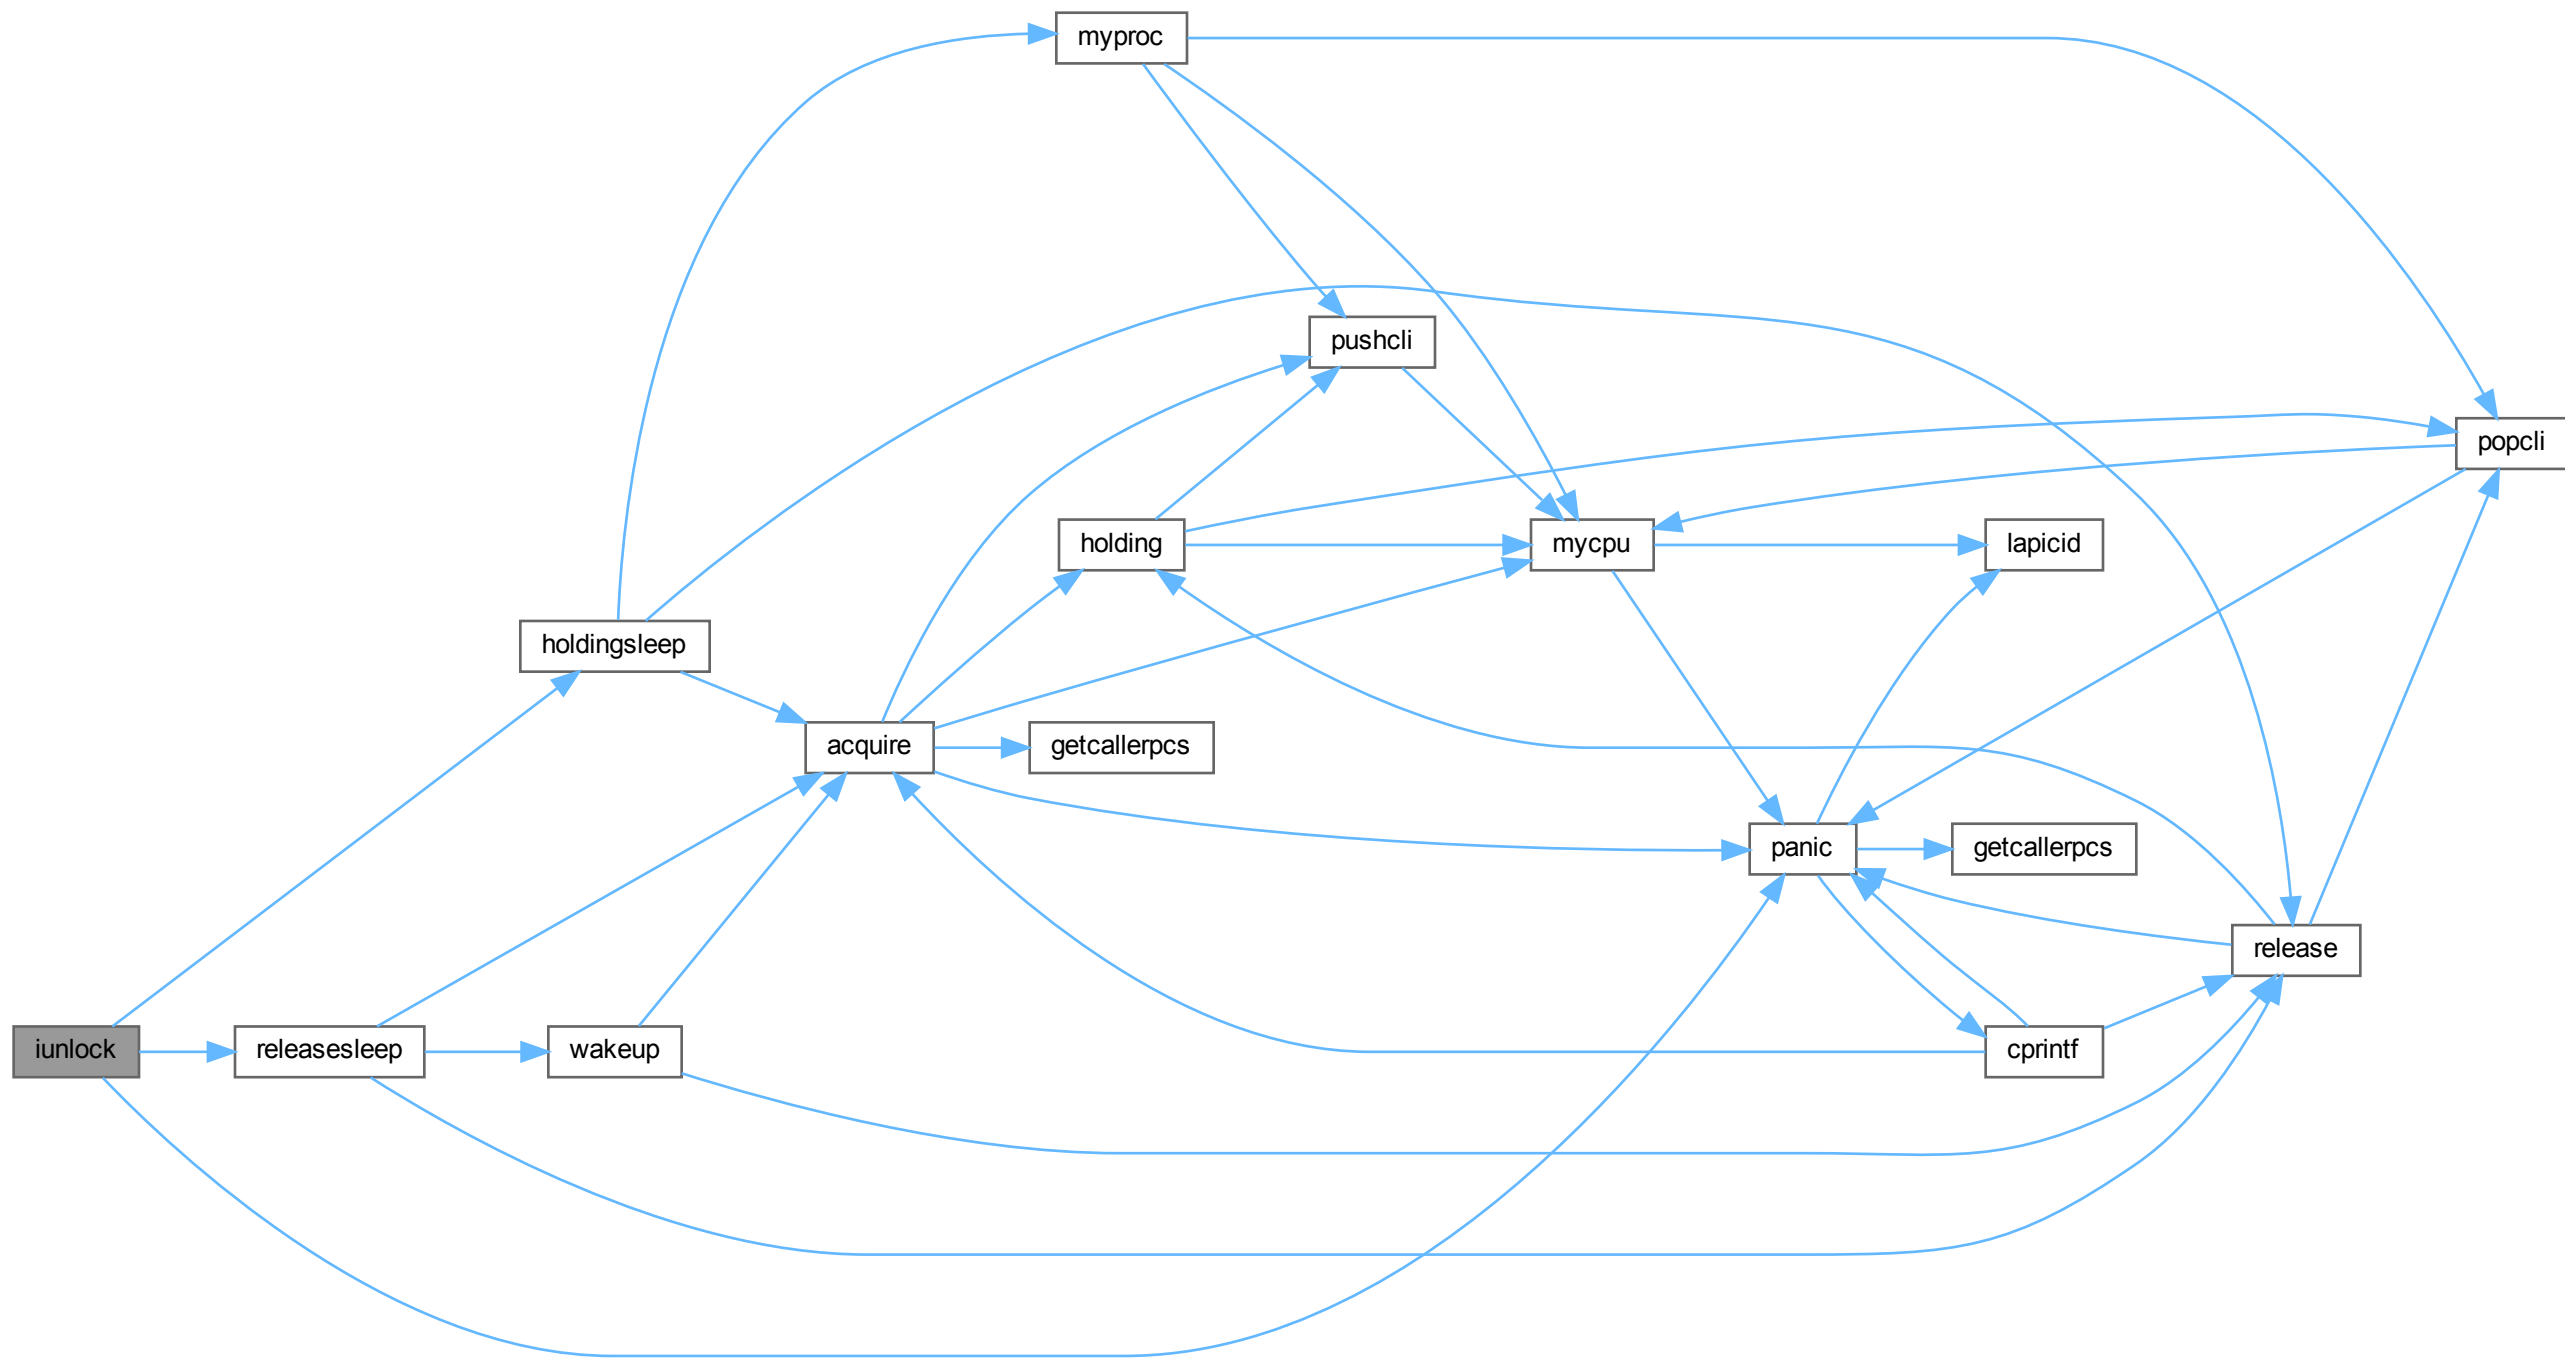 myproc
pushcli
popcli
holding
mycpu
lapicid
holdingsleep
acquire
getcallerpcs
panic
getcallerpcs
release
iunlock
releasesleep
wakeup
cprintf